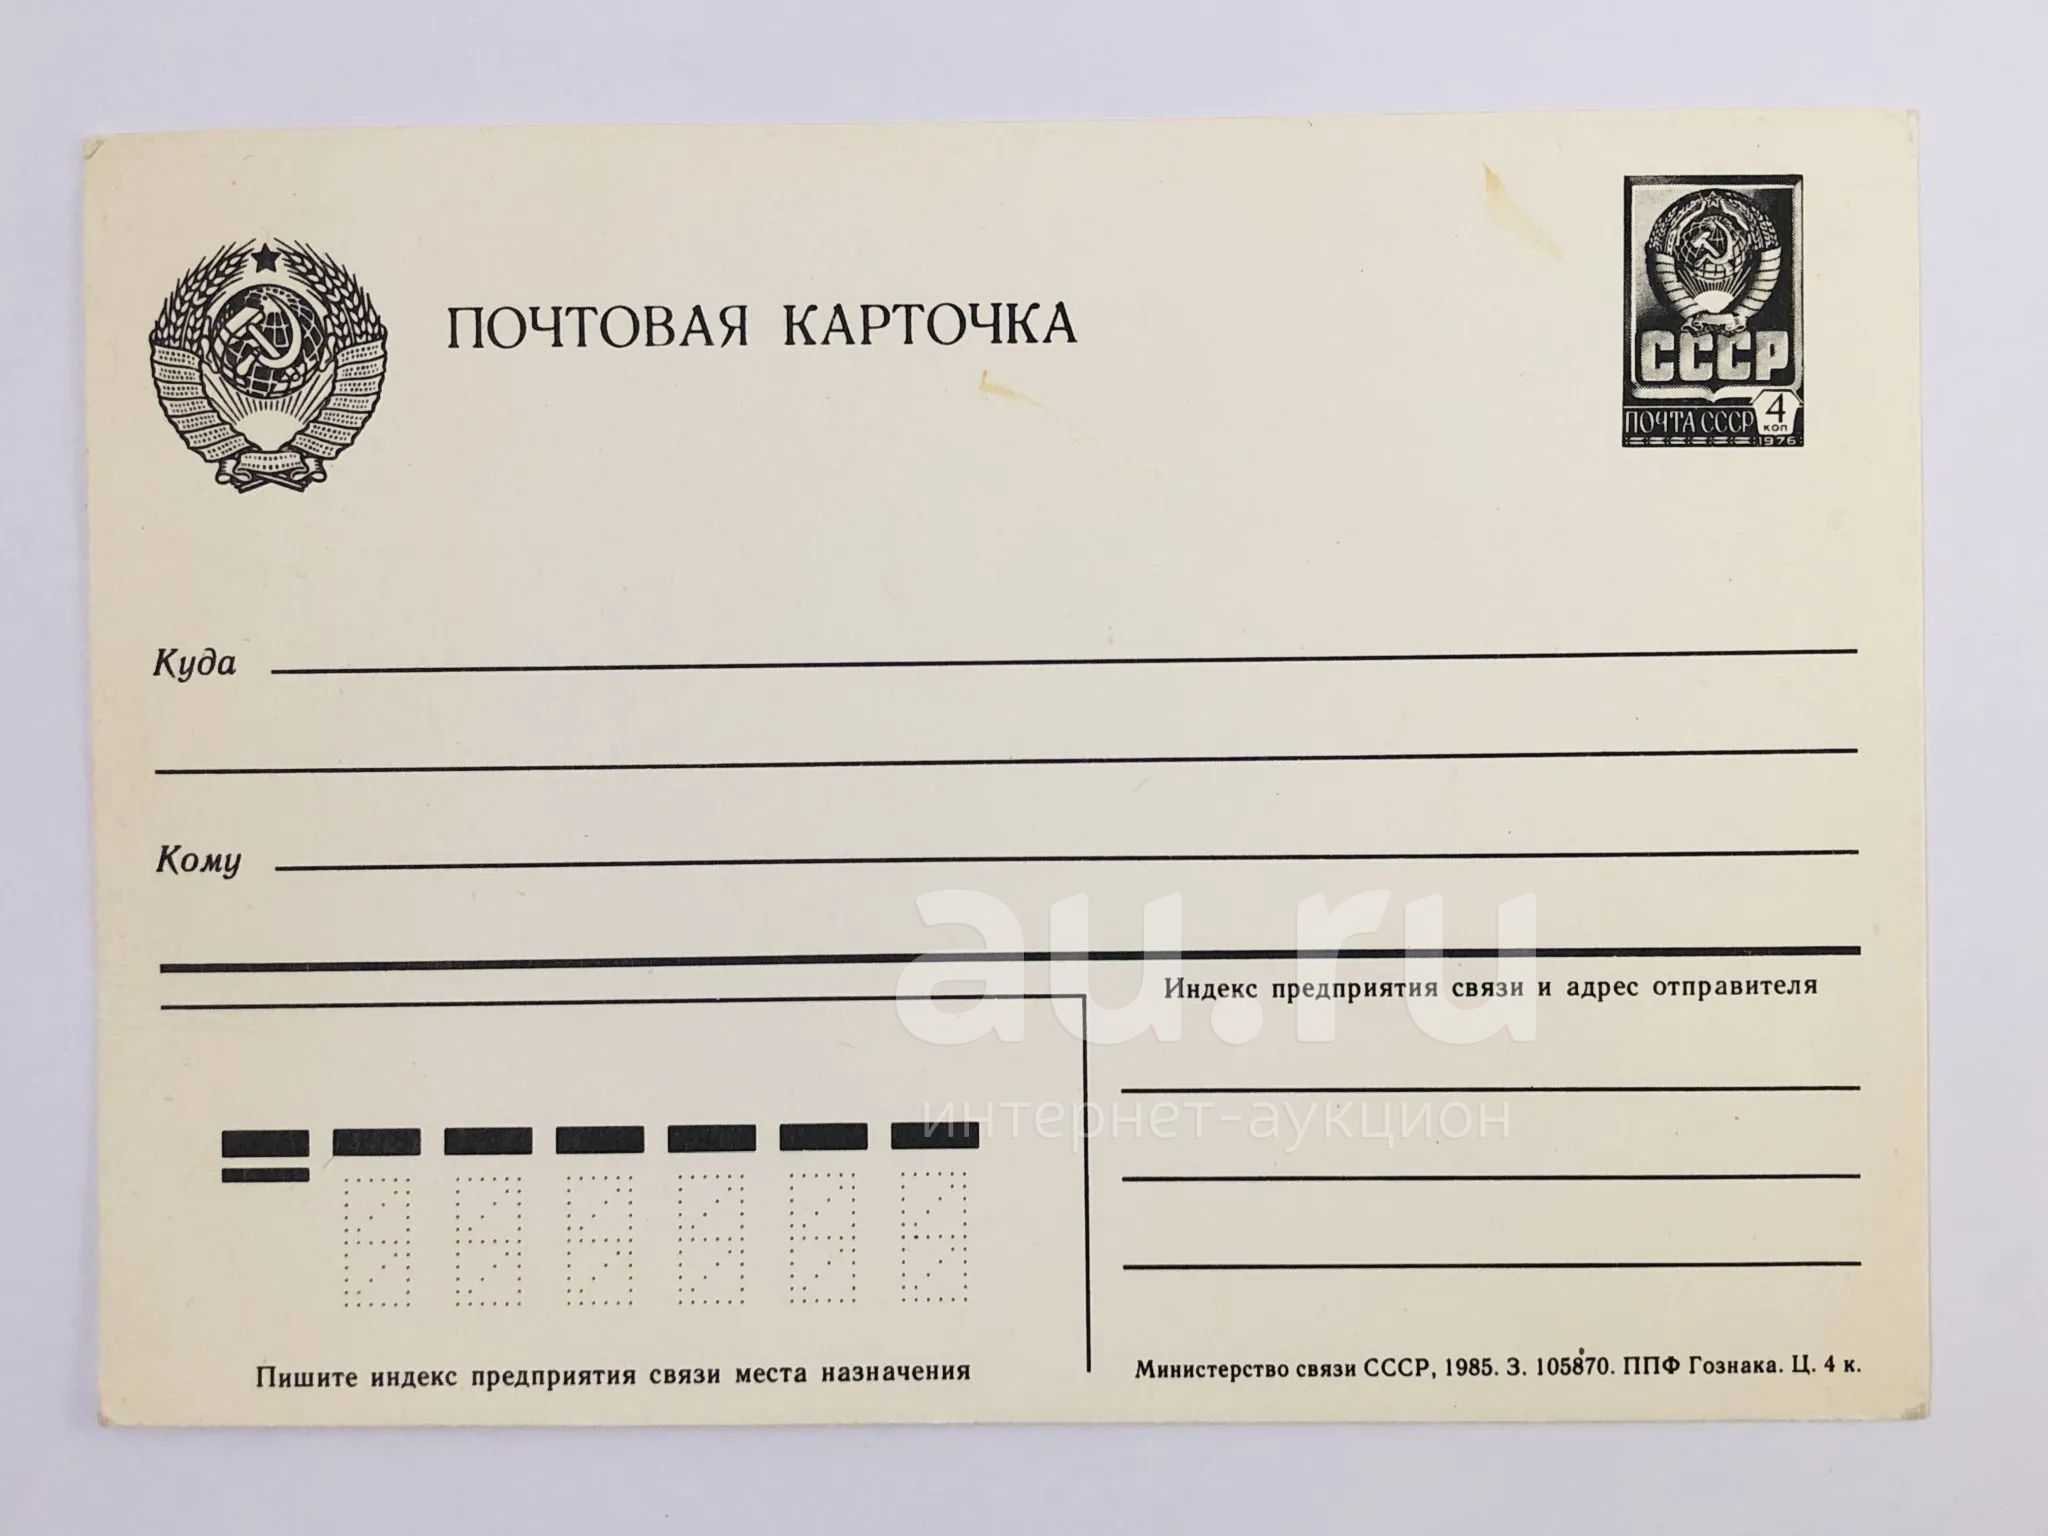 ПОЧТОВАЯ КАРТОЧКА
СССР
ПОЧТА СССР 4 КОП
1976
Куда
Кому
au.ru
интернет-аукцион
Индекс предприятия связи и адрес отправителя
Пишите индекс предприятия связи места назначения
Министерство связи СССР, 1985. З. 105870. ППФ Гознака. Ц. 4 к.